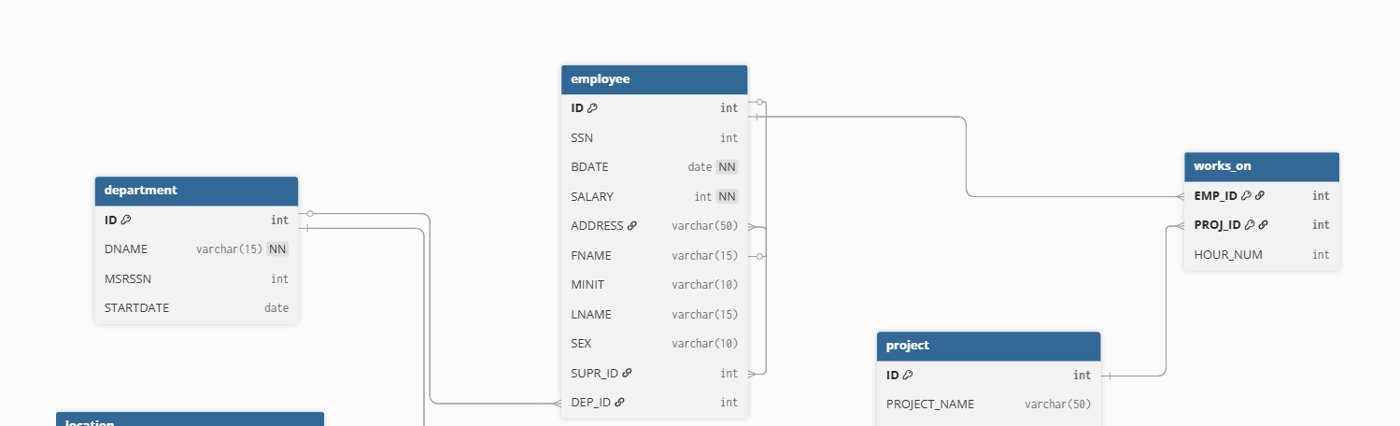 employee
ID int
SSN int
BDATE date NN
SALARY int NN
ADDRESS varchar(50)
FNAME varchar(15)
MINIT varchar(10)
LNAME varchar(15)
SEX varchar(10)
SUPR_ID int
DEP_ID int
department
ID int
DNAME varchar(15) NN
MSRSSN int
STARTDATE date
works_on
EMP_ID int
PROJ_ID int
HOUR_NUM int
project
ID int
PROJECT_NAME varchar(50)
location